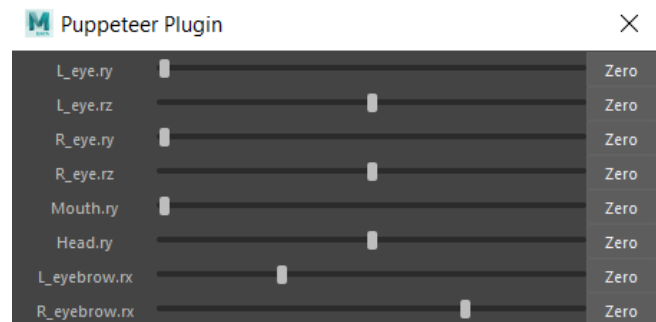 Puppeteer Plugin
L_eye.ry Zero
L_eye.rz Zero
R_eye.ry Zero
R_eye.rz Zero
Mouth.ry Zero
Head.ry Zero
L_eyebrow.rx Zero
R_eyebrow.rx Zero